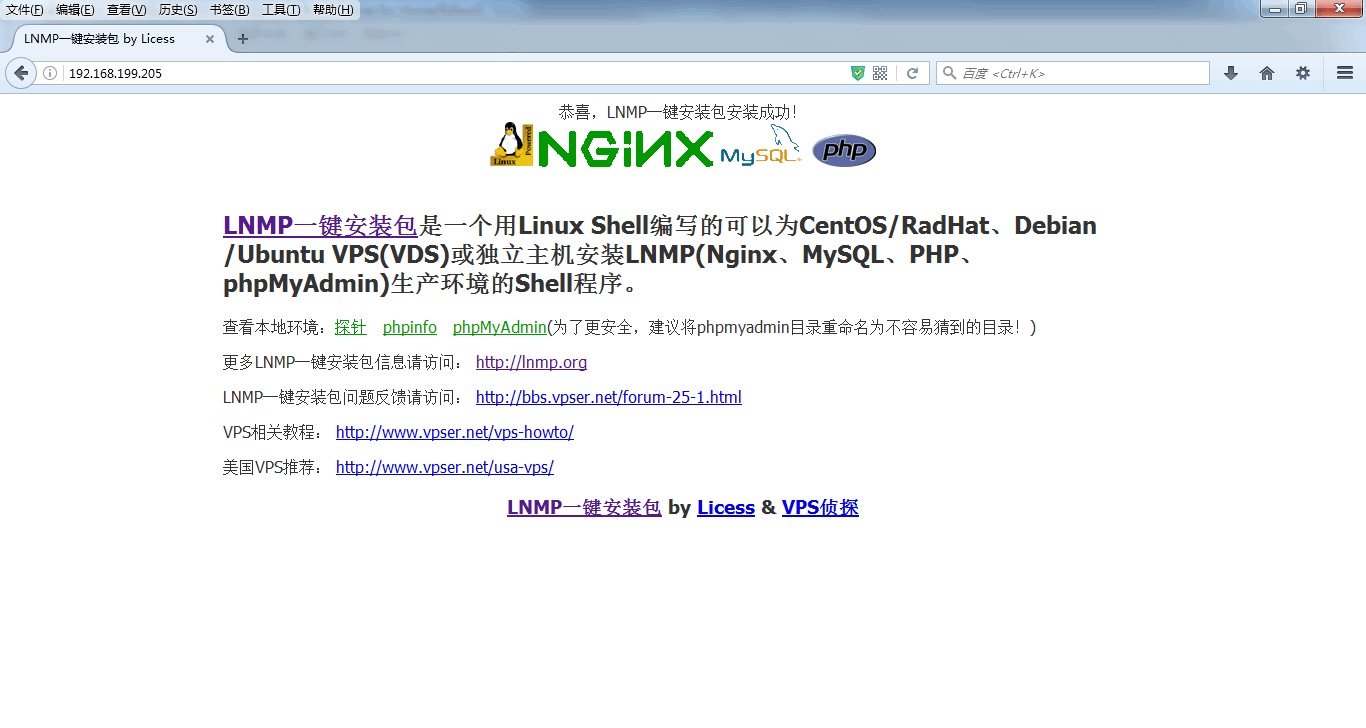 文件(F) 编辑(E) 查看(V) 历史(S) 书签(B) 工具(T) 帮助(H)
LNMP一键安装包 by Licess
192.168.199.205
百度 <Ctrl+K>
恭喜，LNMP一键安装包安装成功！
Linux Powered NGINX MySQL php
LNMP一键安装包是一个用Linux Shell编写的可以为CentOS/RadHat、Debian
/Ubuntu VPS(VDS)或独立主机安装LNMP(Nginx、MySQL、PHP、
phpMyAdmin)生产环境的Shell程序。
查看本地环境：探针 phpinfo phpMyAdmin(为了更安全，建议将phpmyadmin目录重命名为不容易猜到的目录！)
更多LNMP一键安装包信息请访问： http://lnmp.org
LNMP一键安装包问题反馈请访问： http://bbs.vpser.net/forum-25-1.html
VPS相关教程： http://www.vpser.net/vps-howto/
美国VPS推荐： http://www.vpser.net/usa-vps/
LNMP一键安装包 by Licess & VPS侦探